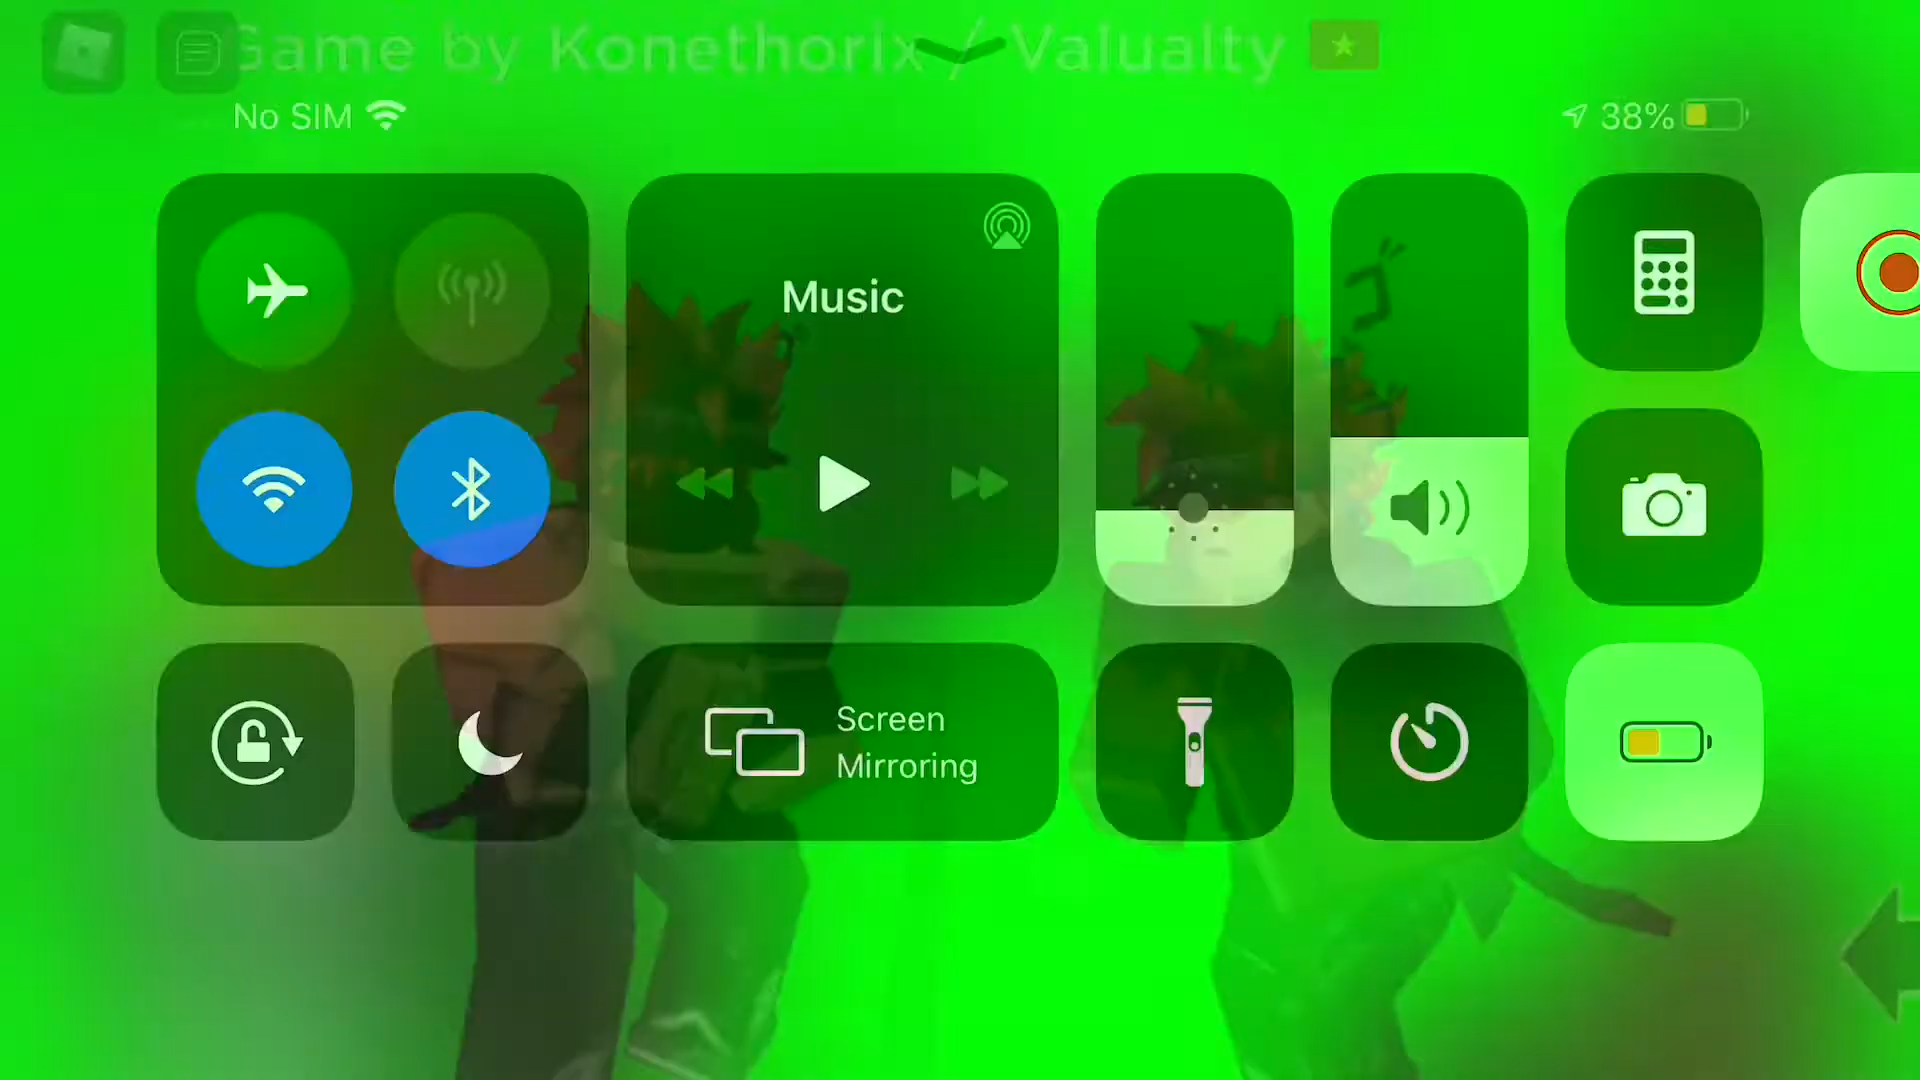 Game by Konethorix / Valualty
No SIM
38%
Music
Screen
Mirroring